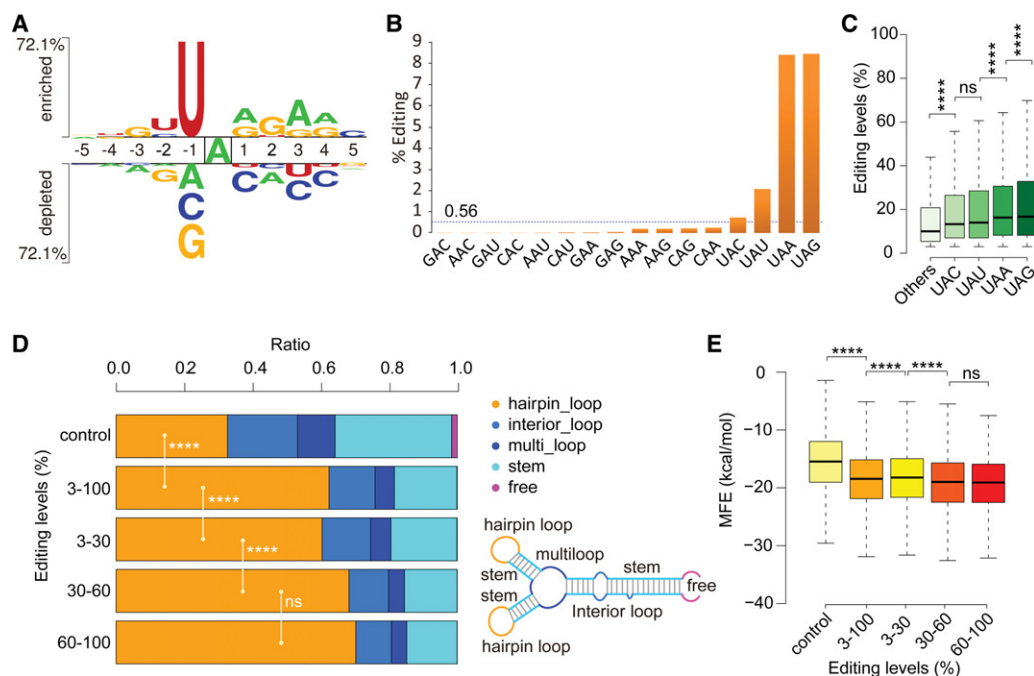 A
72.1%
enriched
U
A
-5 -4 -3 -2 -1 1 2 3 4 5
A
C
G
depleted
72.1%
B
% Editing
9
8
7
6
5
4
3
2
1
0
0.56
GAC AAC GAU CAC AAU CAU GAA GAG AAA AAG CAG CAA UAC UAU UAA UAG
C
Editing levels (%)
100
60
20
0
**** ns **** ****
Others UAC UAU UAA UAG
D
Ratio
0.0 0.2 0.4 0.6 0.8 1.0
Editing levels (%)
control
3-100
3-30
30-60
60-100
****
****
****
ns
hairpin_loop
interior_loop
multi_loop
stem
free
hairpin loop
multiloop
stem
stem
stem
free
Interior loop
hairpin loop
E
**** **** **** ns
MFE (kcal/mol)
0
−10
−20
−30
−40
control 3-100 3-30 30-60 60-100
Editing levels (%)